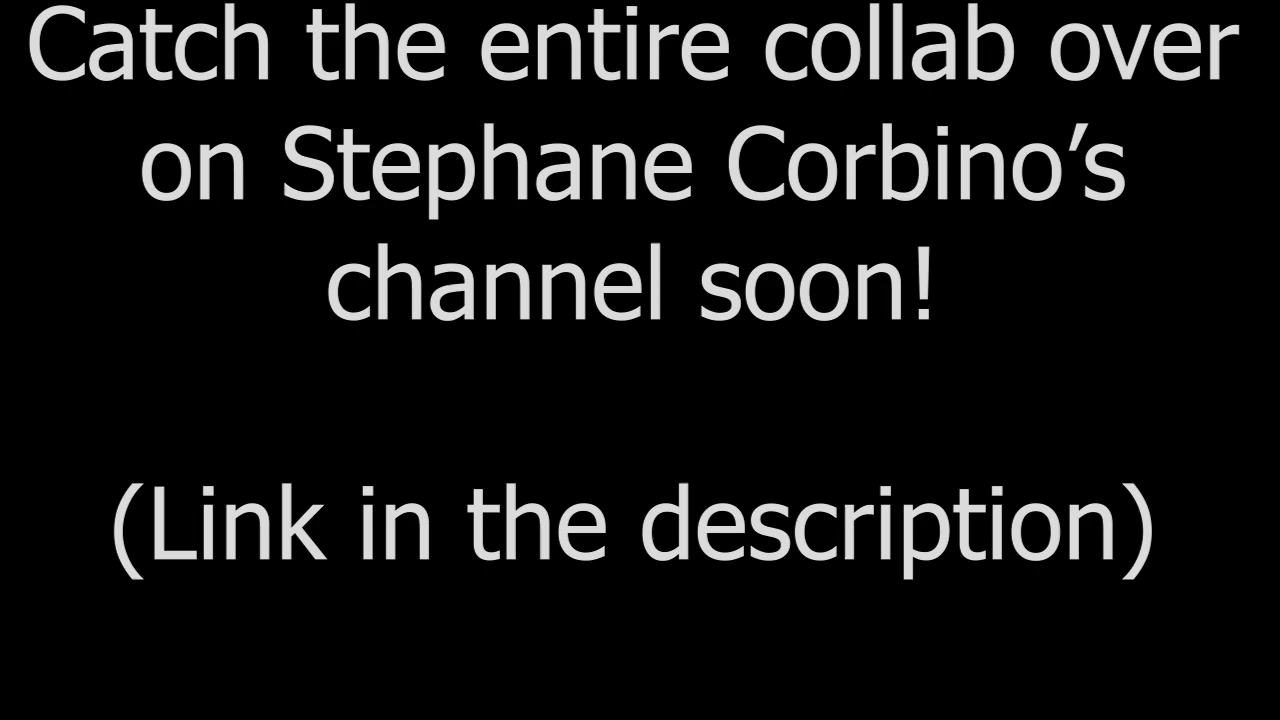 Catch the entire collab over
on Stephane Corbino’s
channel soon!
(Link in the description)